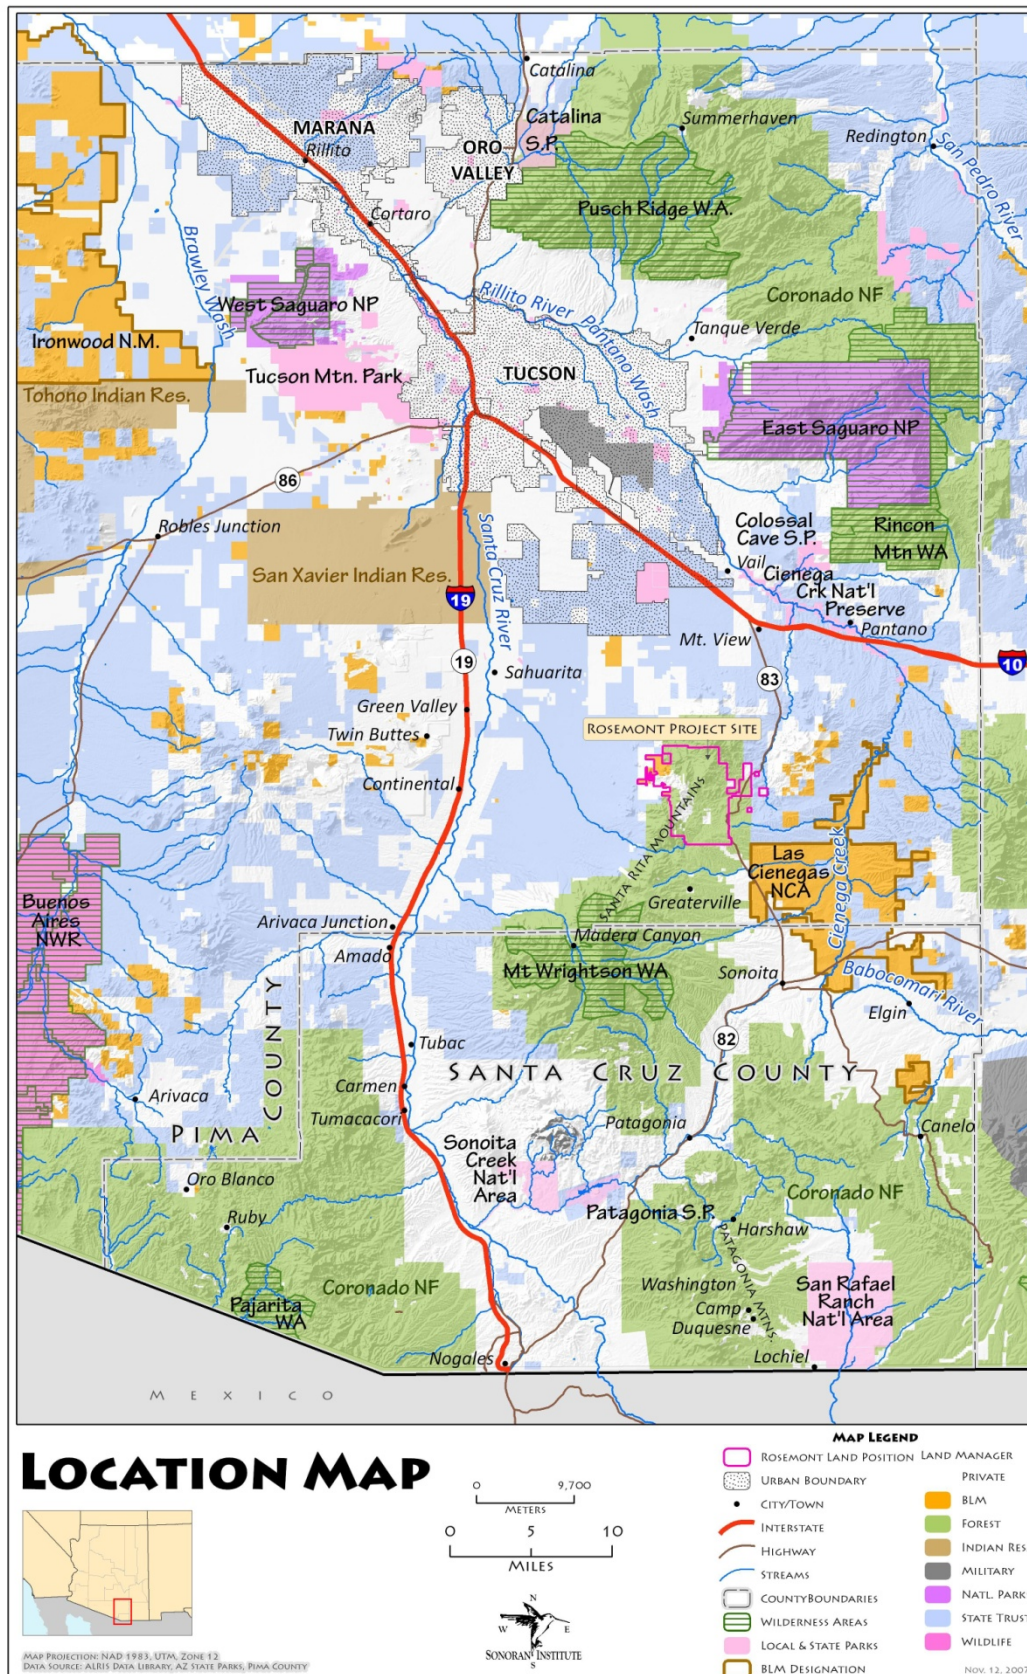 Catalina
Catalina
S.P.
Summerhaven
Redington
San Pedro River
MARANA
Rillito
ORO
VALLEY
Cortaro
Pusch Ridge W.A.
Brawley Wash
West Saguaro NP
Rillito River
Pantano Wash
Coronado NF
Tanque Verde
Ironwood N.M.
Tucson Mtn. Park
TUCSON
Tohono Indian Res.
East Saguaro NP
86
Robles Junction
Santa Cruz River
Colossal
Cave S.P.
Rincon
Mtn WA
Vail
San Xavier Indian Res.
Cienega
Crk Nat'l
Preserve
19
Mt. View
Pantano
19
Sahuarita
83
10
Green Valley
Twin Buttes
ROSEMONT PROJECT SITE
Continental
SANTA RITA MOUNTAINS
Las
Cienegas
NCA
Cienega Creek
Buenos
Aires
NWR
Greaterville
Arivaca Junction
Amado
Madera Canyon
Mt Wrightson WA
Sonoita
Babocomari River
Elgin
Tubac
82
SANTA CRUZ COUNTY
Carmen
Arivaca
Tumacacori
PIMA COUNTY
Sonoita
Creek
Nat'l
Area
Patagonia
Canelo
Oro Blanco
Ruby
Patagonia S.P.
Coronado NF
Harshaw
PATAGONIA MTNS.
Coronado NF
Pajarita
WA
Washington
Camp
Duquesne
San Rafael
Ranch
Nat'l Area
Nogales
Lochiel
MEXICO
LOCATION MAP
0 9,700
METERS
0 5 10
MILES
N
W E
S
SONORAN INSTITUTE
MAP PROJECTION: NAD 1983, UTM, ZONE 12
DATA SOURCE: ALRIS DATA LIBRARY, AZ STATE PARKS, PIMA COUNTY
MAP LEGEND
ROSEMONT LAND POSITION
URBAN BOUNDARY
CITY/TOWN
INTERSTATE
HIGHWAY
STREAMS
COUNTYBOUNDARIES
WILDERNESS AREAS
LOCAL & STATE PARKS
BLM DESIGNATION
LAND MANAGER
PRIVATE
BLM
FOREST
INDIAN RES
MILITARY
NATL. PARK
STATE TRUST
WILDLIFE
NOV. 12, 2007